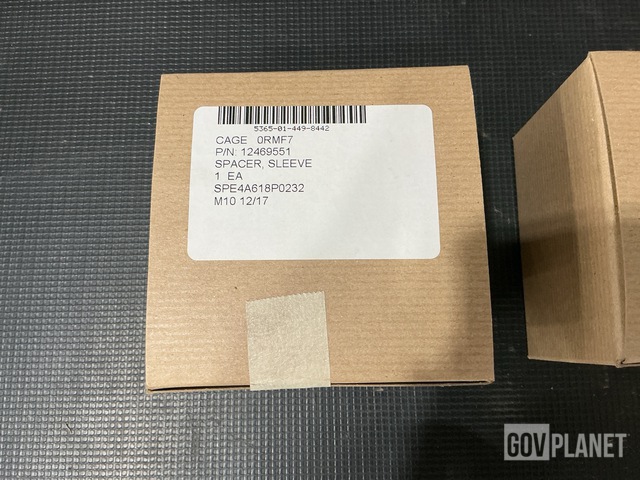 5365-01-449-8442
CAGE 0RMF7
P/N: 12469551
SPACER, SLEEVE
1 EA
SPE4A618P0232
M10 12/17
GOVPLANET